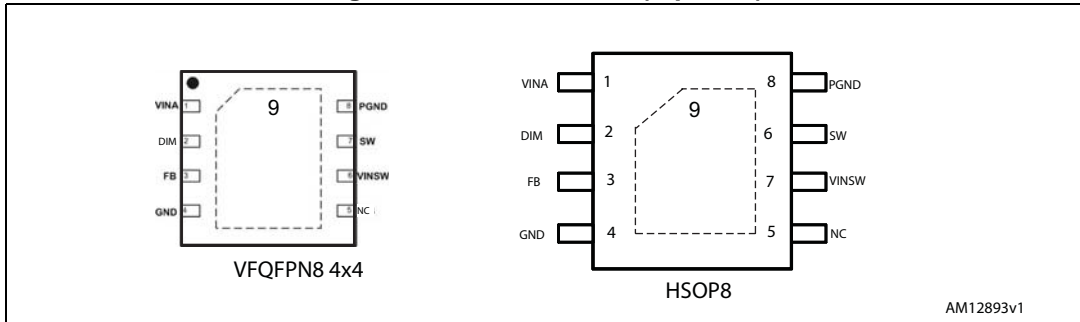 VINA 1 9 8 PGND
DIM 2 7 SW
FB 3 6 VINSW
GND 4 5 NC
VFQFPN8 4x4
VINA 1 9 8 PGND
DIM 2 6 SW
FB 3 7 VINSW
GND 4 5 NC
HSOP8
AM12893v1